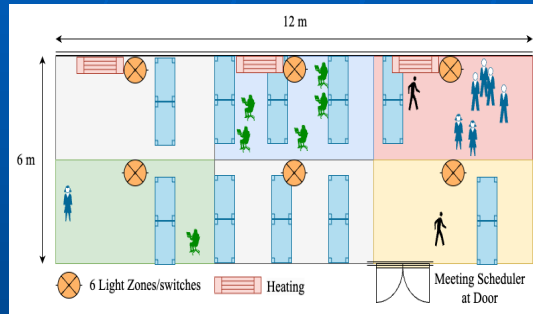 12 m
6 m
6 Light Zones/switches
Heating
Meeting Scheduler
at Door